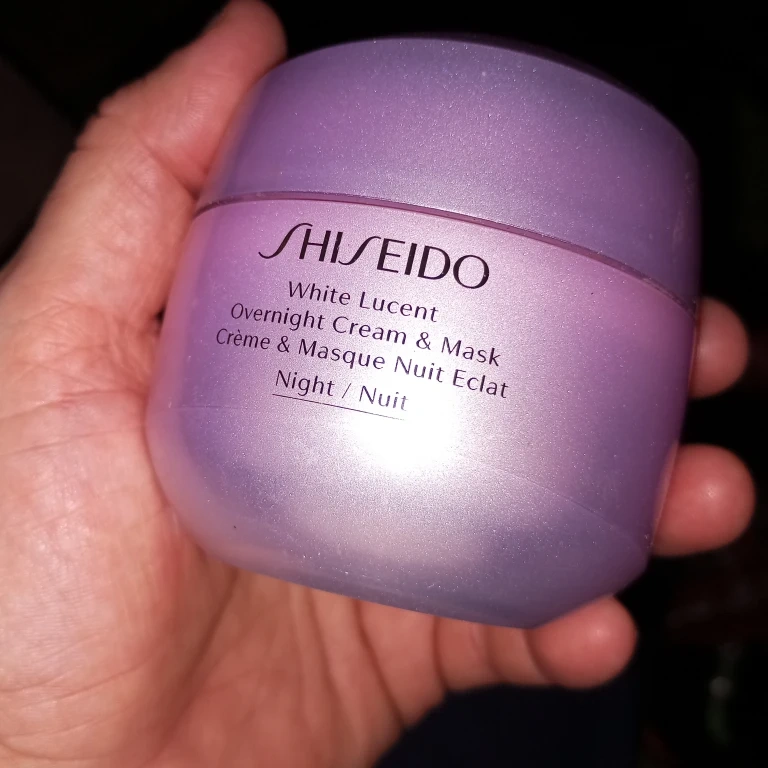 SHISEIDO
White Lucent
Overnight Cream & Mask
Crème & Masque Nuit Eclat
Night / Nuit